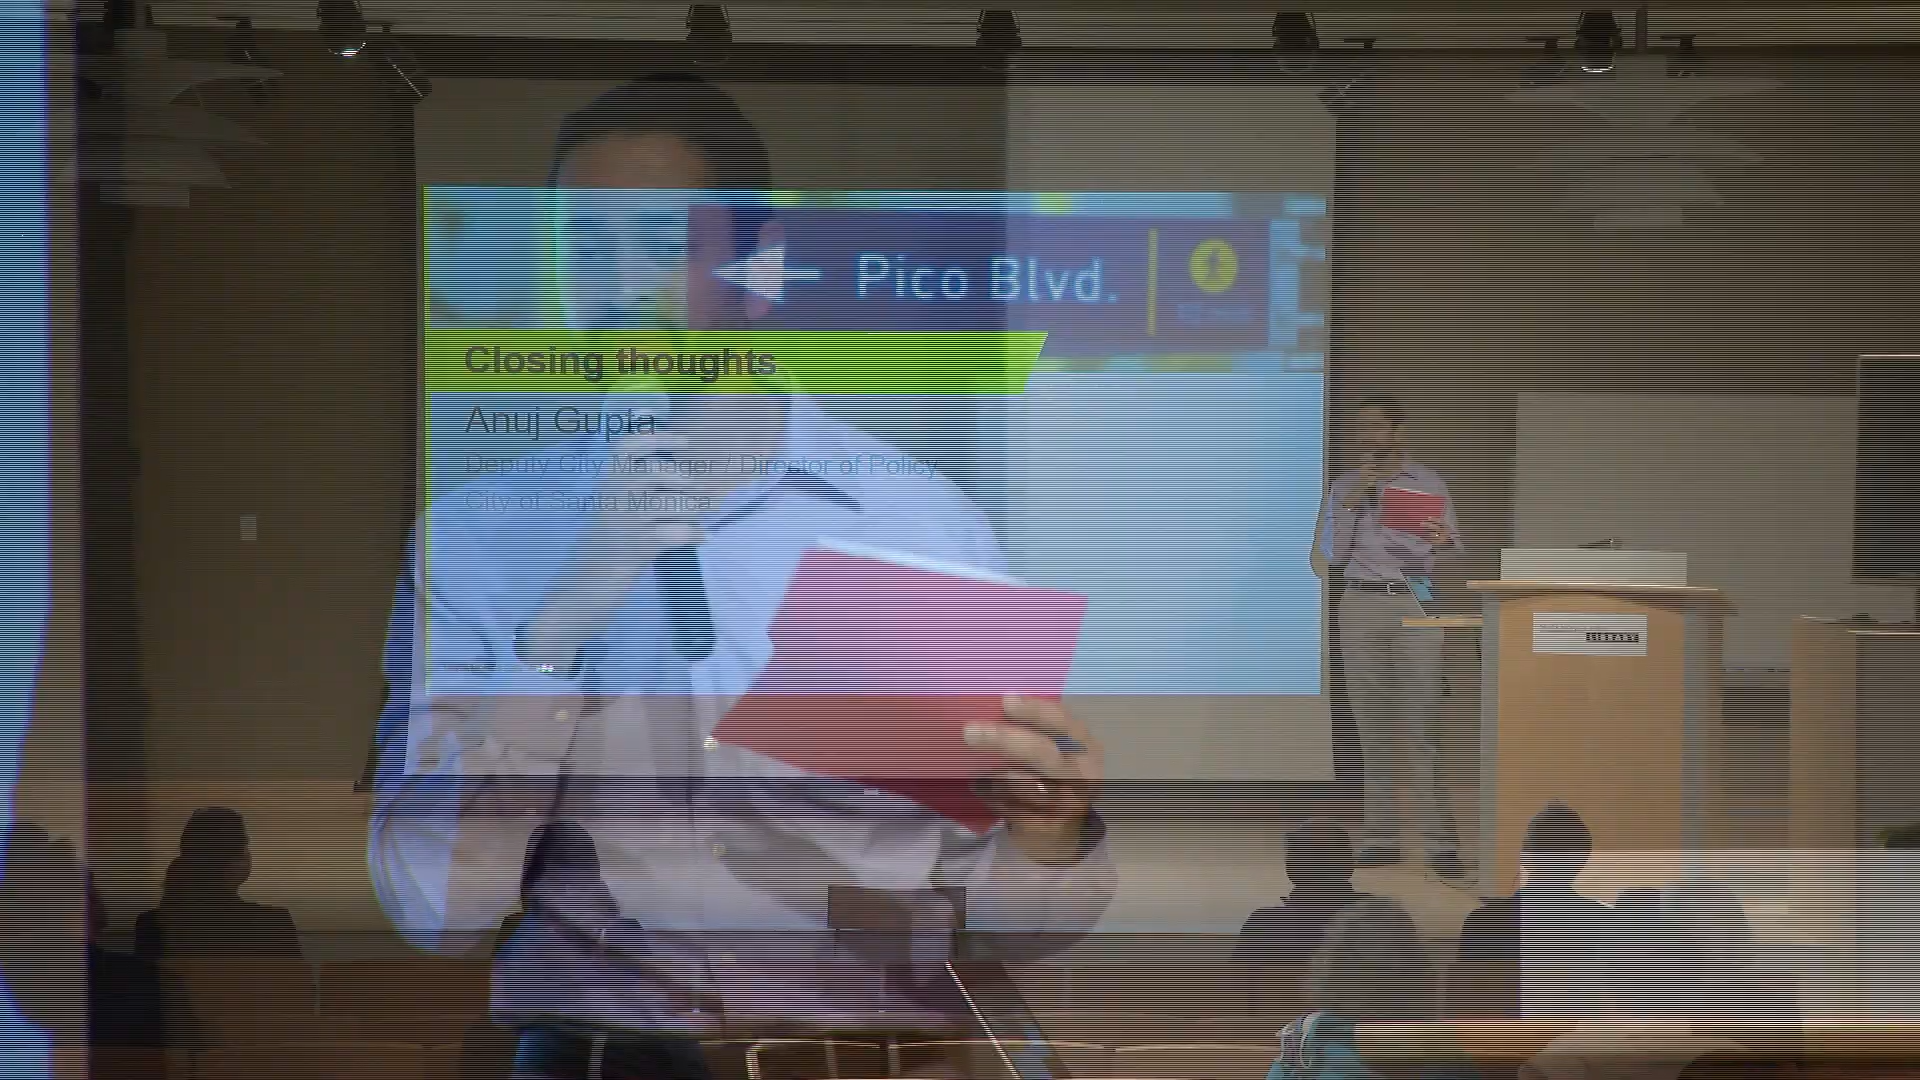 Pico Blvd.
Closing thoughts
Anuj Gupta
Deputy City Manager / Director of Policy
City of Santa Monica